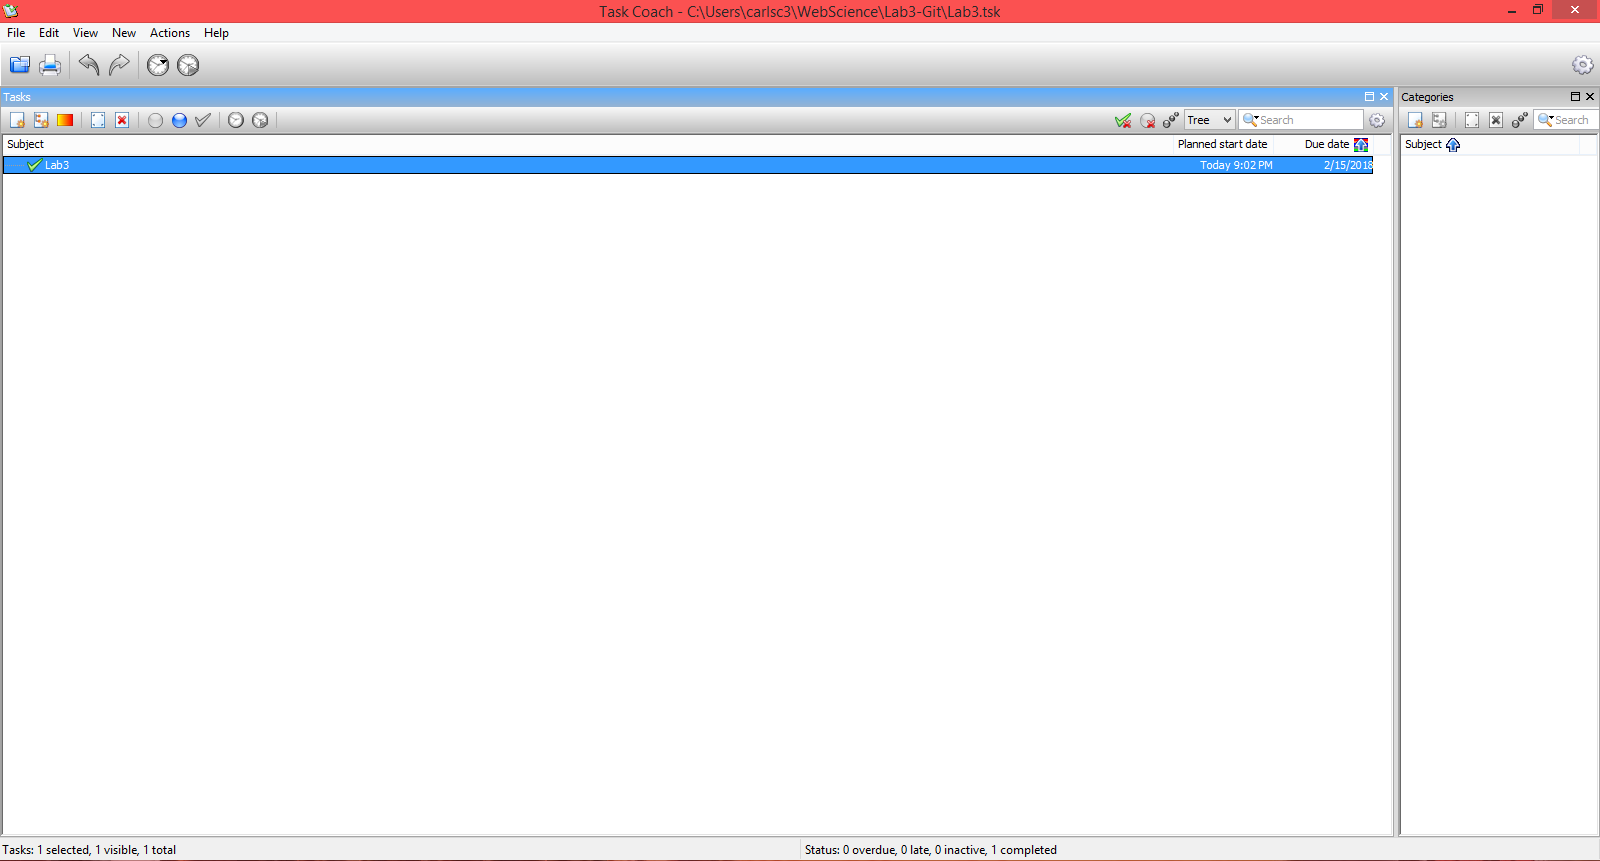 Task Coach - C:\Users\carlsc3\WebScience\Lab3-Git\Lab3.tsk
File Edit View New Actions Help
Tasks
Categories
Tree Search
Search
Subject Planned start date Due date
Subject
Lab3 Today 9:02 PM 2/15/2018
Tasks: 1 selected, 1 visible, 1 total
Status: 0 overdue, 0 late, 0 inactive, 1 completed